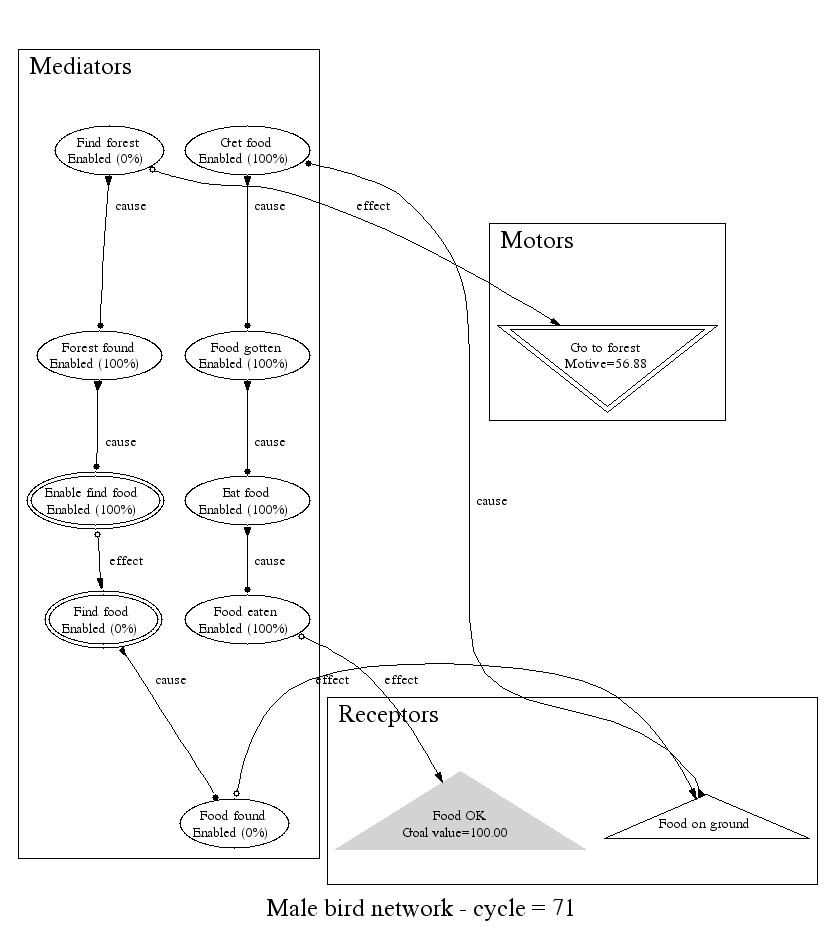 Mediators
Find forest
Enabled (0%)
Get food
Enabled (100%)
cause
cause
effect
Motors
Go to forest
Motive=56.88
Forest found
Enabled (100%)
Food gotten
Enabled (100%)
cause
cause
Enable find food
Enabled (100%)
Eat food
Enabled (100%)
cause
effect
cause
Find food
Enabled (0%)
Food eaten
Enabled (100%)
cause
effect
effect
Receptors
Food found
Enabled (0%)
Food OK
Goal value=100.00
Food on ground
Male bird network - cycle = 71